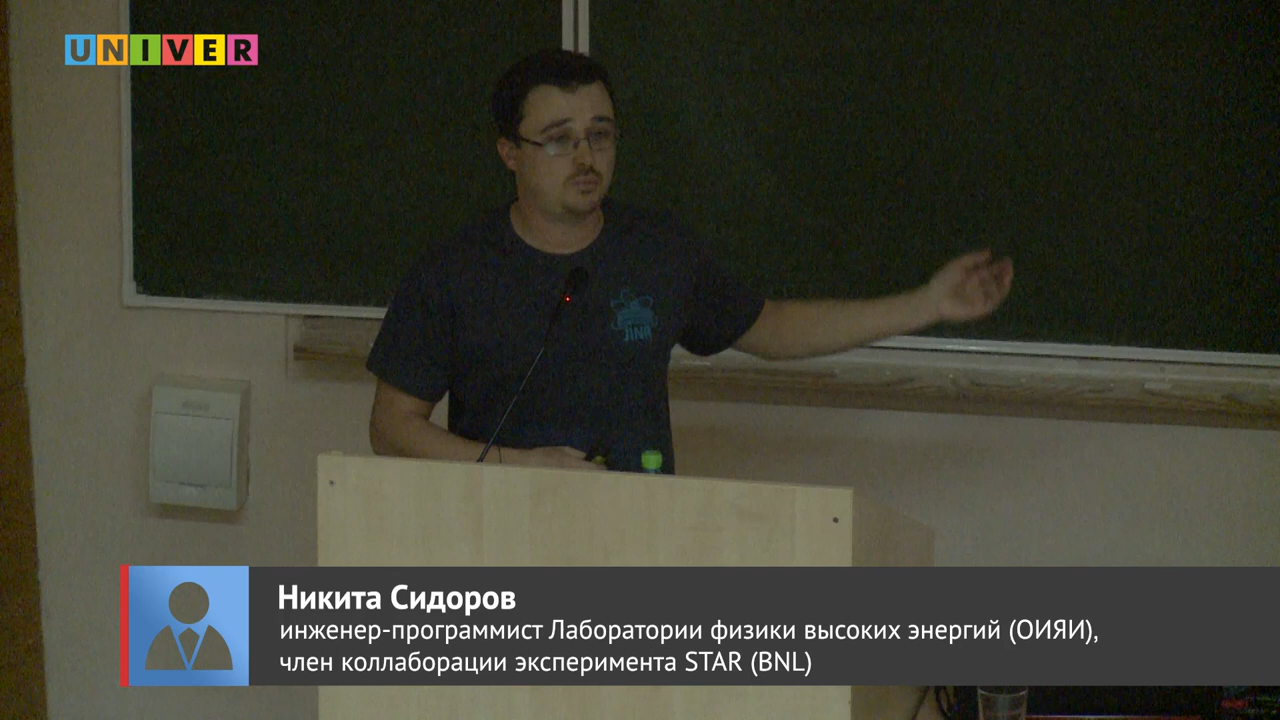 UNIVER
JINR
Никита Сидоров
инженер-программист Лаборатории физики высоких энергий (ОИЯИ),
член коллаборации эксперимента STAR (BNL)